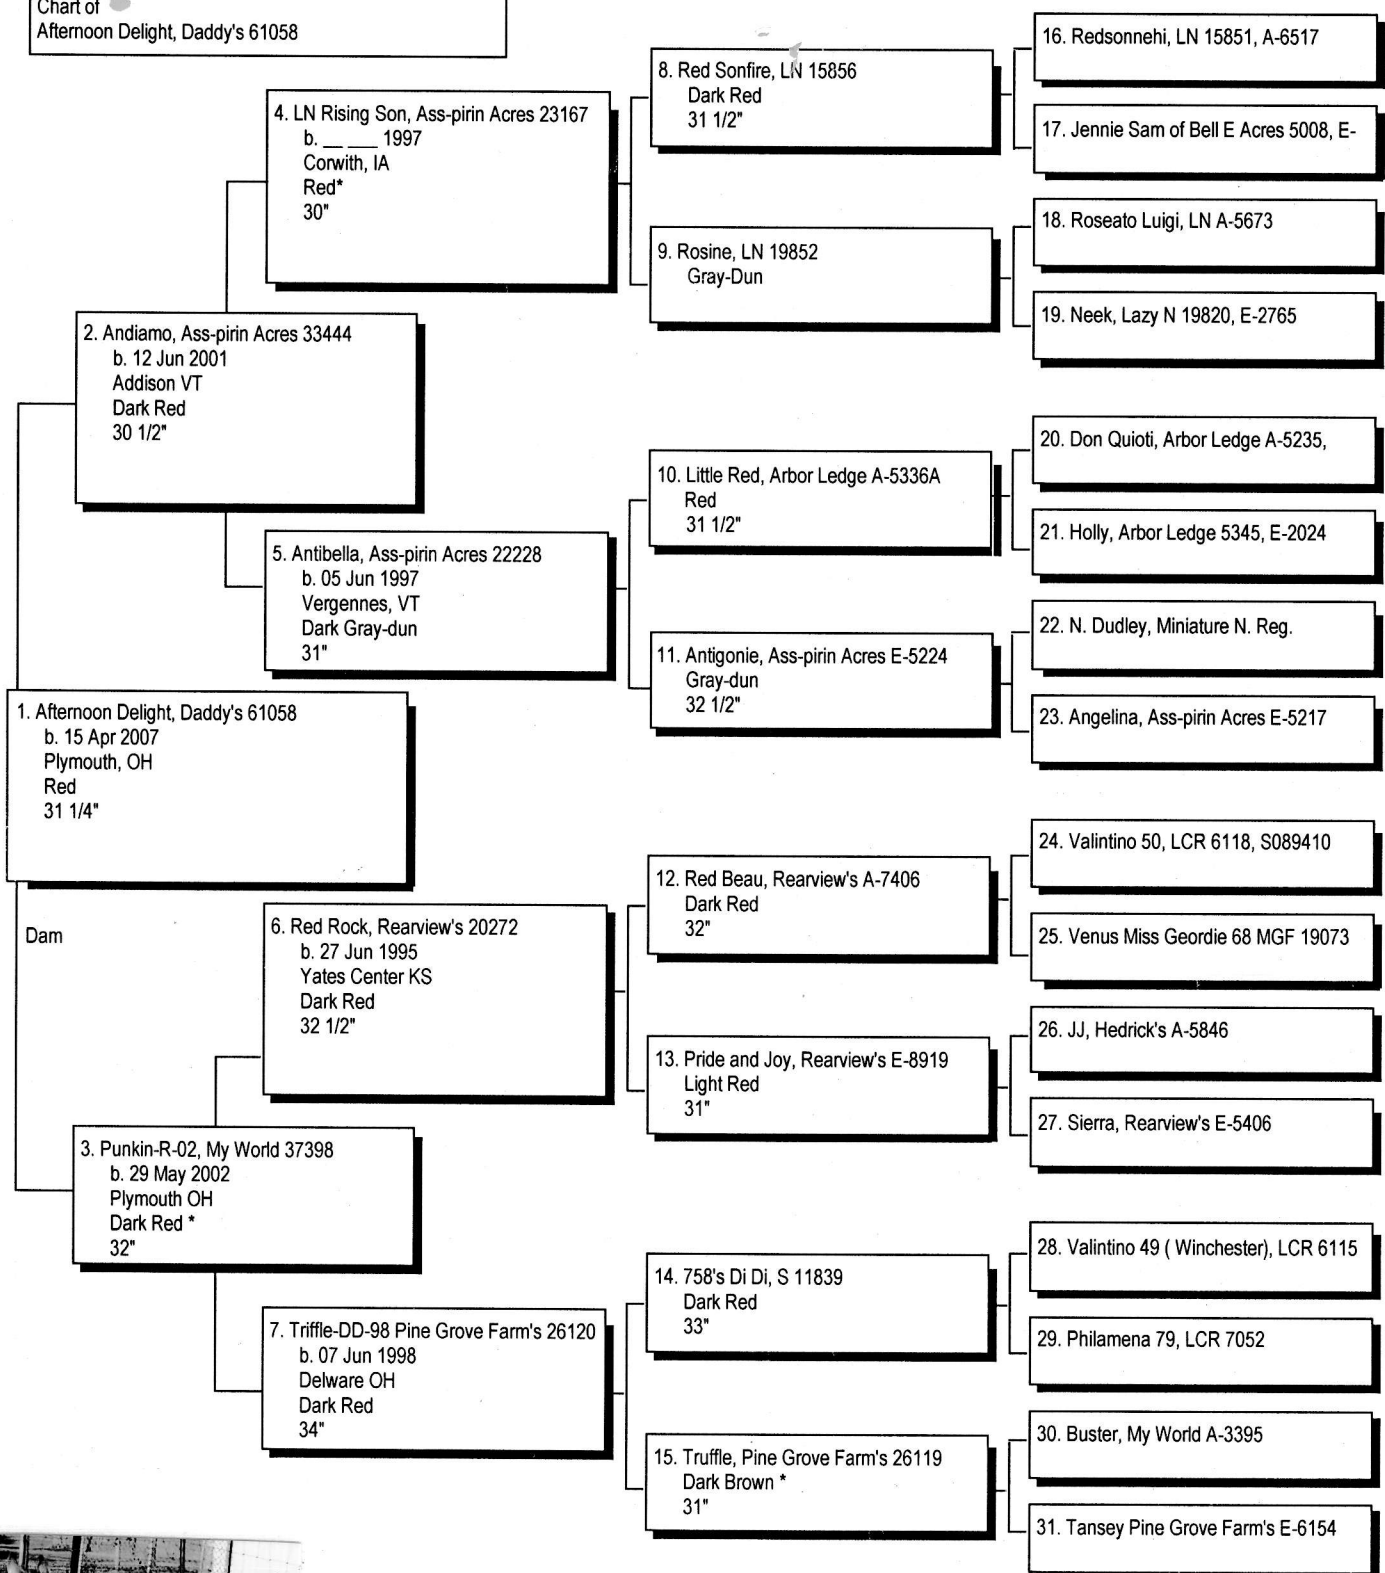 Chart of
Afternoon Delight, Daddy's 61058
16. Redsonnehi, LN 15851, A-6517
8. Red Sonfire, LN 15856
Dark Red
31 1/2"
17. Jennie Sam of Bell E Acres 5008, E-
4. LN Rising Son, Ass-pirin Acres 23167
b. __ ___ 1997
Corwith, IA
Red*
30"
18. Roseato Luigi, LN A-5673
9. Rosine, LN 19852
Gray-Dun
19. Neek, Lazy N 19820, E-2765
2. Andiamo, Ass-pirin Acres 33444
b. 12 Jun 2001
Addison VT
Dark Red
30 1/2"
20. Don Quioti, Arbor Ledge A-5235,
10. Little Red, Arbor Ledge A-5336A
Red
31 1/2"
21. Holly, Arbor Ledge 5345, E-2024
5. Antibella, Ass-pirin Acres 22228
b. 05 Jun 1997
Vergennes, VT
Dark Gray-dun
31"
22. N. Dudley, Miniature N. Reg.
11. Antigonie, Ass-pirin Acres E-5224
Gray-dun
32 1/2"
23. Angelina, Ass-pirin Acres E-5217
1. Afternoon Delight, Daddy's 61058
b. 15 Apr 2007
Plymouth, OH
Red
31 1/4"
24. Valintino 50, LCR 6118, S089410
12. Red Beau, Rearview's A-7406
Dark Red
32"
25. Venus Miss Geordie 68 MGF 19073
Dam
6. Red Rock, Rearview's 20272
b. 27 Jun 1995
Yates Center KS
Dark Red
32 1/2"
26. JJ, Hedrick's A-5846
13. Pride and Joy, Rearview's E-8919
Light Red
31"
27. Sierra, Rearview's E-5406
3. Punkin-R-02, My World 37398
b. 29 May 2002
Plymouth OH
Dark Red *
32"
28. Valintino 49 ( Winchester), LCR 6115
14. 758's Di Di, S 11839
Dark Red
33"
29. Philamena 79, LCR 7052
7. Triffle-DD-98 Pine Grove Farm's 26120
b. 07 Jun 1998
Delware OH
Dark Red
34"
30. Buster, My World A-3395
15. Truffle, Pine Grove Farm's 26119
Dark Brown *
31"
31. Tansey Pine Grove Farm's E-6154